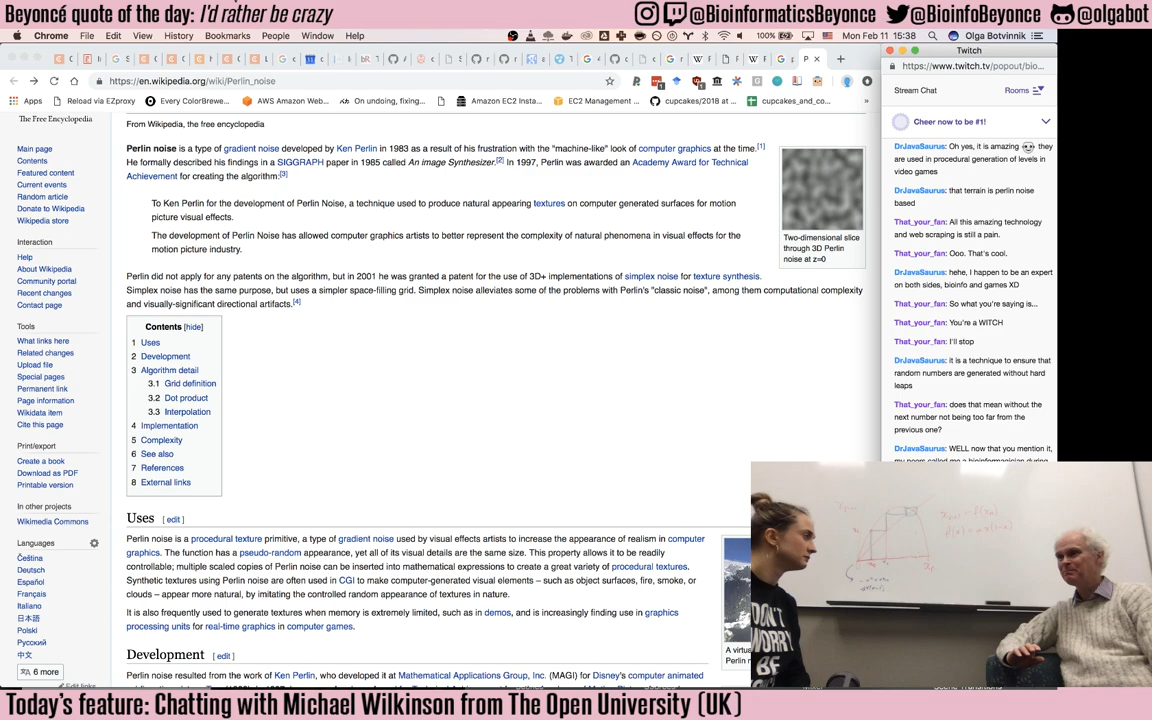 Beyoncé quote of the day: I'd rather be crazy
@BioinformaticsBeyonce @BioinfoBeyonce @olgabot
Chrome File Edit View History Bookmarks People Window Help
100% Mon Feb 11 15:38 Olga Botvinnik
https://en.wikipedia.org/wiki/Perlin_noise
Apps Reload via EZproxy Every ColorBrewe... AWS Amazon Web... On undoing, fixing... Amazon EC2 Insta... EC2 Management ... cupcakes/2018 at ... cupcakes_and_co...
The Free Encyclopedia
Main page
Contents
Featured content
Current events
Random article
Donate to Wikipedia
Wikipedia store
Interaction
Help
About Wikipedia
Community portal
Recent changes
Contact page
Tools
What links here
Related changes
Upload file
Special pages
Permanent link
Page information
Wikidata item
Cite this page
Print/export
Create a book
Download as PDF
Printable version
In other projects
Wikimedia Commons
Languages
Čeština
Deutsch
Español
Français
Italiano
日本語
Polski
Русский
中文
6 more
Edit links
From Wikipedia, the free encyclopedia
Perlin noise is a type of gradient noise developed by Ken Perlin in 1983 as a result of his frustration with the "machine-like" look of computer graphics at the time.[1]
He formally described his findings in a SIGGRAPH paper in 1985 called An image Synthesizer.[2] In 1997, Perlin was awarded an Academy Award for Technical
Achievement for creating the algorithm:[3]
To Ken Perlin for the development of Perlin Noise, a technique used to produce natural appearing textures on computer generated surfaces for motion
picture visual effects.
The development of Perlin Noise has allowed computer graphics artists to better represent the complexity of natural phenomena in visual effects for the
motion picture industry.
Two-dimensional slice
through 3D Perlin
noise at z=0
Perlin did not apply for any patents on the algorithm, but in 2001 he was granted a patent for the use of 3D+ implementations of simplex noise for texture synthesis.
Simplex noise has the same purpose, but uses a simpler space-filling grid. Simplex noise alleviates some of the problems with Perlin's "classic noise", among them computational complexity
and visually-significant directional artifacts.[4]
Contents [hide]
1 Uses
2 Development
3 Algorithm detail
3.1 Grid definition
3.2 Dot product
3.3 Interpolation
4 Implementation
5 Complexity
6 See also
7 References
8 External links
Uses [ edit ]
Perlin noise is a procedural texture primitive, a type of gradient noise used by visual effects artists to increase the appearance of realism in computer
graphics. The function has a pseudo-random appearance, yet all of its visual details are the same size. This property allows it to be readily
controllable; multiple scaled copies of Perlin noise can be inserted into mathematical expressions to create a great variety of procedural textures.
Synthetic textures using Perlin noise are often used in CGI to make computer-generated visual elements – such as object surfaces, fire, smoke, or
clouds – appear more natural, by imitating the controlled random appearance of textures in nature.
It is also frequently used to generate textures when memory is extremely limited, such as in demos, and is increasingly finding use in graphics
processing units for real-time graphics in computer games.
A virtua
Perlin n
Development [ edit ]
Perlin noise resulted from the work of Ken Perlin, who developed it at Mathematical Applications Group, Inc. (MAGI) for Disney's computer animated
Twitch
https://www.twitch.tv/popout/bio...
Stream Chat Rooms
Cheer now to be #1!
DrJavaSaurus: Oh yes, it is amazing they
are used in procedural generation of levels in
video games
DrJavaSaurus: that terrain is perlin noise
based
That_your_fan: All this amazing technology
and web scraping is still a pain.
That_your_fan: Ooo. That's cool.
DrJavaSaurus: hehe, I happen to be an expert
on both sides, bioinfo and games XD
That_your_fan: So what you're saying is...
That_your_fan: You're a WITCH
That_your_fan: I'll stop
DrJavaSaurus: it is a technique to ensure that
random numbers are generated without hard
leaps
That_your_fan: does that mean without the
next number not being too far from the
previous one?
DrJavaSaurus: WELL now that you mention it,
my peers called me a bioinformagician during
DON'T
WORRY
BE
Today's feature: Chatting with Michael Wilkinson from The Open University (UK)